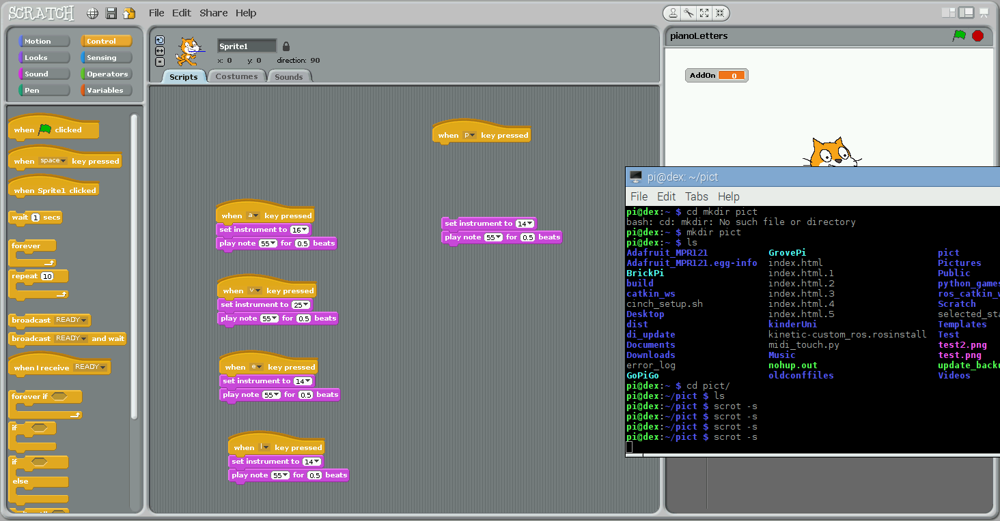 SCRATCH File Edit Share Help
Motion Control
Looks Sensing
Sound Operators
Pen Variables
when clicked
when space key pressed
when Sprite1 clicked
wait 1 secs
forever
repeat 10
broadcast READY
broadcast READY and wait
when I receive READY
forever if
if
if
else
Sprite1
x: 0 y: 0 direction: 90
Scripts Costumes Sounds
when p key pressed
when a key pressed
set instrument to 16
play note 55 for 0.5 beats
set instrument to 14
play note 55 for 0.5 beats
when v key pressed
set instrument to 25
play note 55 for 0.5 beats
when e key pressed
set instrument to 14
play note 55 for 0.5 beats
when l key pressed
set instrument to 14
play note 55 for 0.5 beats
pianoLetters
AddOn 0
pi@dex: ~/pict
File Edit Tabs Help
pi@dex:~ $ cd mkdir pict
bash: cd: mkdir: No such file or directory
pi@dex:~ $ mkdir pict
pi@dex:~ $ ls
Adafruit_MPR121 GrovePi pict
Adafruit_MPR121.egg-info index.html Pictures
BrickPi index.html.1 Public
build index.html.2 python_games
catkin_ws index.html.3 ros_catkin_w
cinch_setup.sh index.html.4 Scratch
Desktop index.html.5 selected_sta
dist kinderUni Templates
di_update kinetic-custom_ros.rosinstall Test
Documents midi_touch.py test2.png
Downloads Music test.png
error_log nohup.out update_backu
GoPiGo oldconffiles Videos
pi@dex:~ $ cd pict/
pi@dex:~/pict $ ls
pi@dex:~/pict $ scrot -s
pi@dex:~/pict $ scrot -s
pi@dex:~/pict $ scrot -s
pi@dex:~/pict $ scrot -s